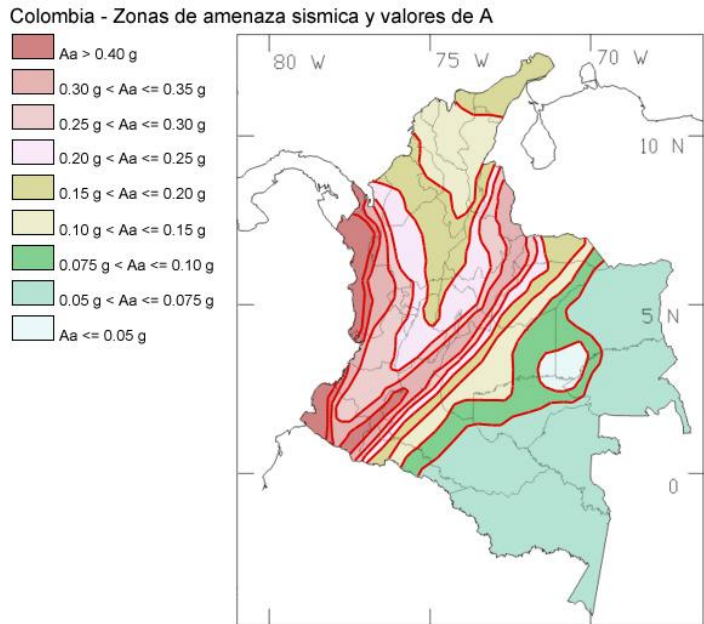 Colombia - Zonas de amenaza sismica y valores de A
Aa > 0.40 g
0.30 g < Aa <= 0.35 g
0.25 g < Aa <= 0.30 g
0.20 g < Aa <= 0.25 g
0.15 g < Aa <= 0.20 g
0.10 g < Aa <= 0.15 g
0.075 g < Aa <= 0.10 g
0.05 g < Aa <= 0.075 g
Aa <= 0.05 g
80 W
75 W
70 W
10 N
5 N
0